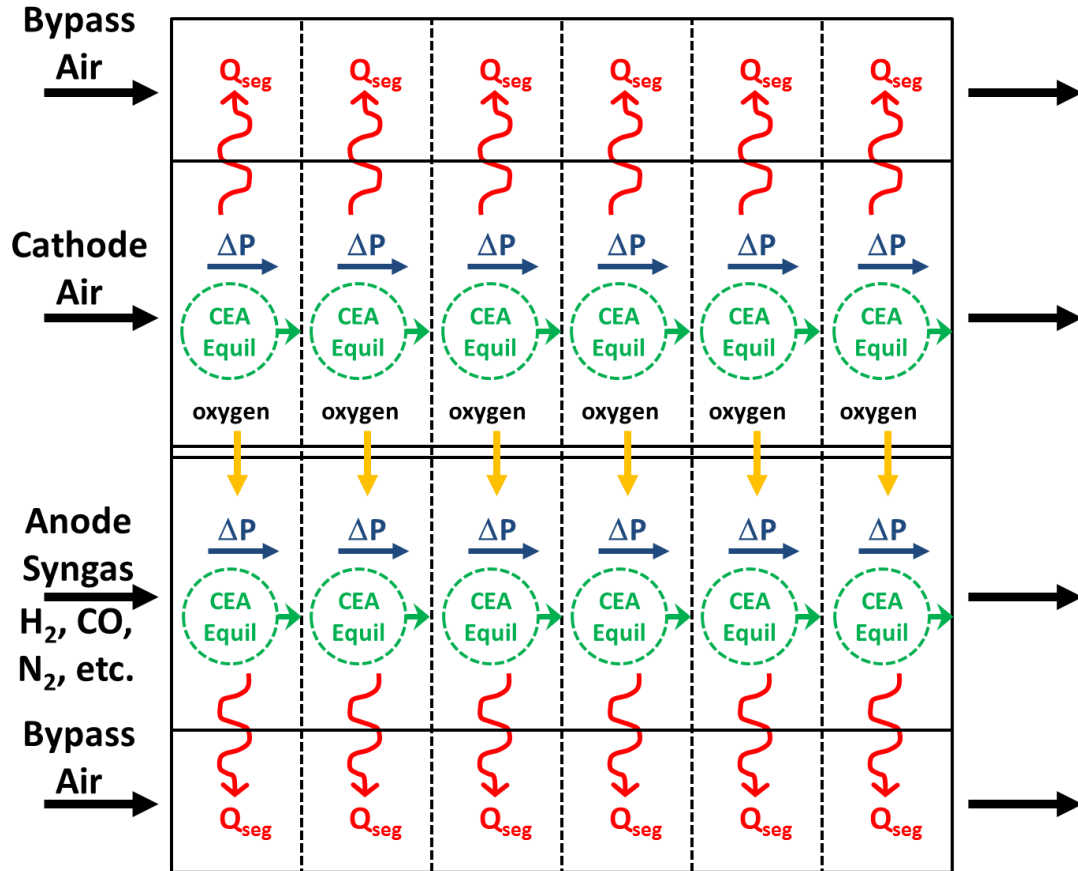 Bypass
Air
Q_seg Q_seg Q_seg Q_seg Q_seg Q_seg
Cathode
Air
ΔP ΔP ΔP ΔP ΔP ΔP
CEA CEA CEA CEA CEA CEA
Equil Equil Equil Equil Equil Equil
oxygen oxygen oxygen oxygen oxygen oxygen
Anode
Syngas
H₂, CO,
N₂, etc.
ΔP ΔP ΔP ΔP ΔP ΔP
CEA CEA CEA CEA CEA CEA
Equil Equil Equil Equil Equil Equil
Bypass
Air
Q_seg Q_seg Q_seg Q_seg Q_seg Q_seg